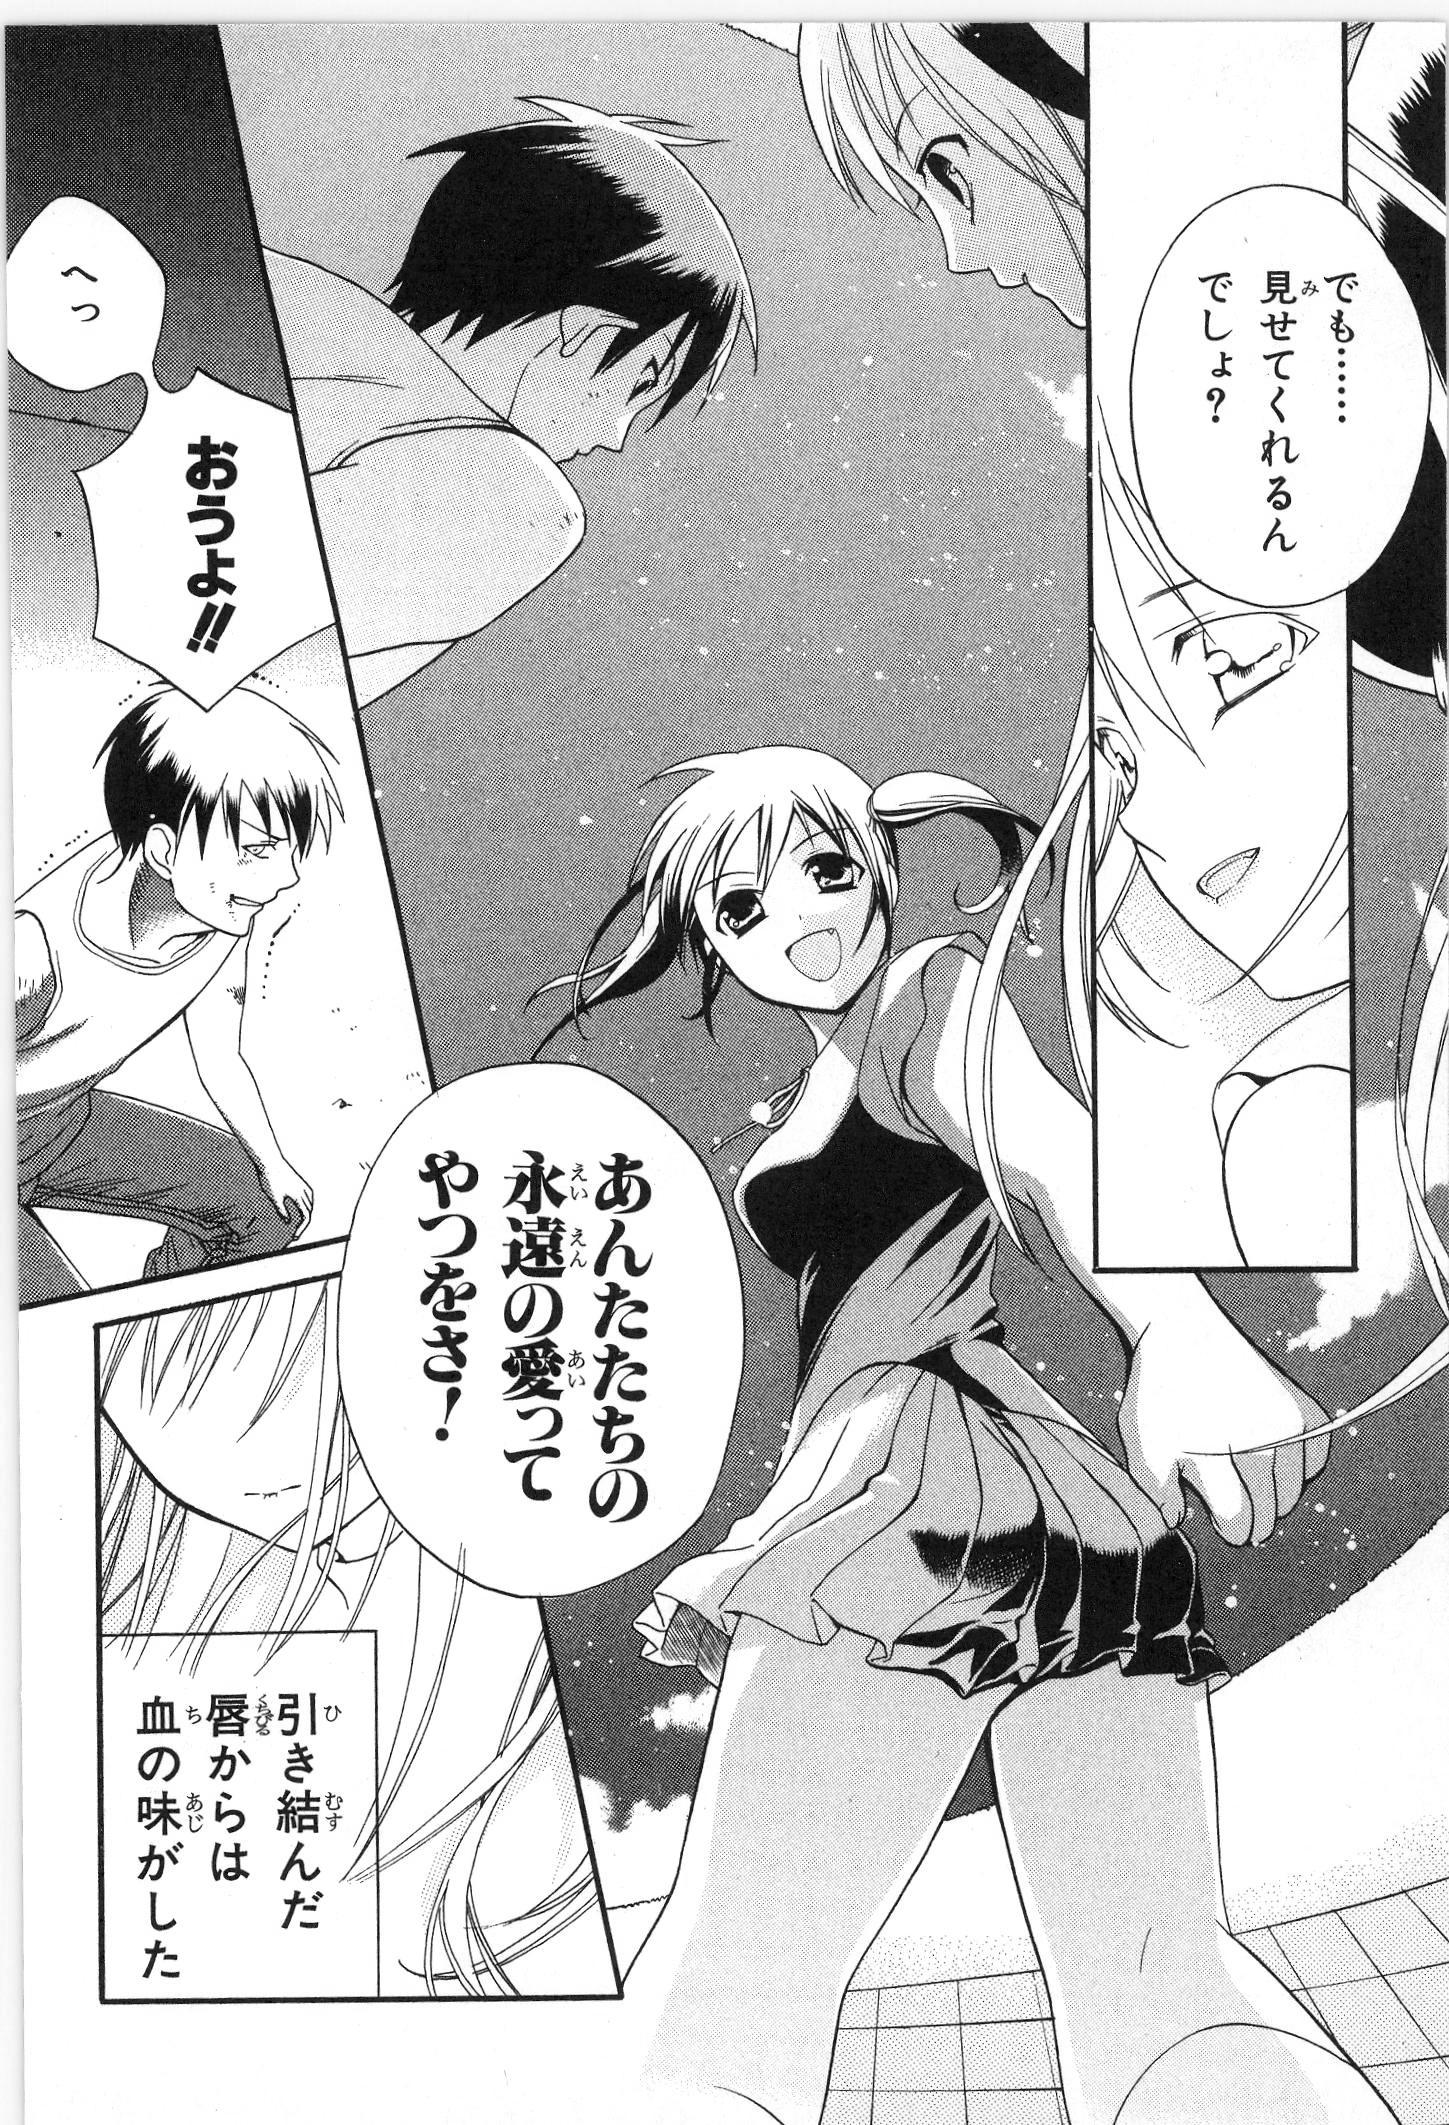 でも……
見せてくれるん
でしょ？
あんたたちの
永遠の愛って
やつをさ！
へっ
おうよ!!
引き結んだ
唇からは
血の味がした